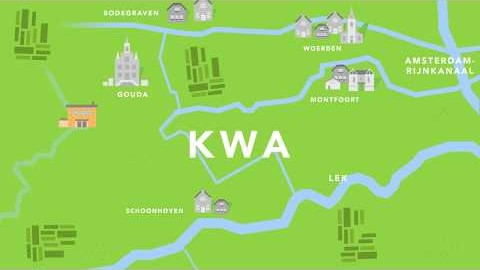 BODEGRAVEN
WOERDEN
AMSTERDAM-
RIJNKANAAL
GOUDA
MONTFOORT
KWA
LEK
SCHOONHOVEN